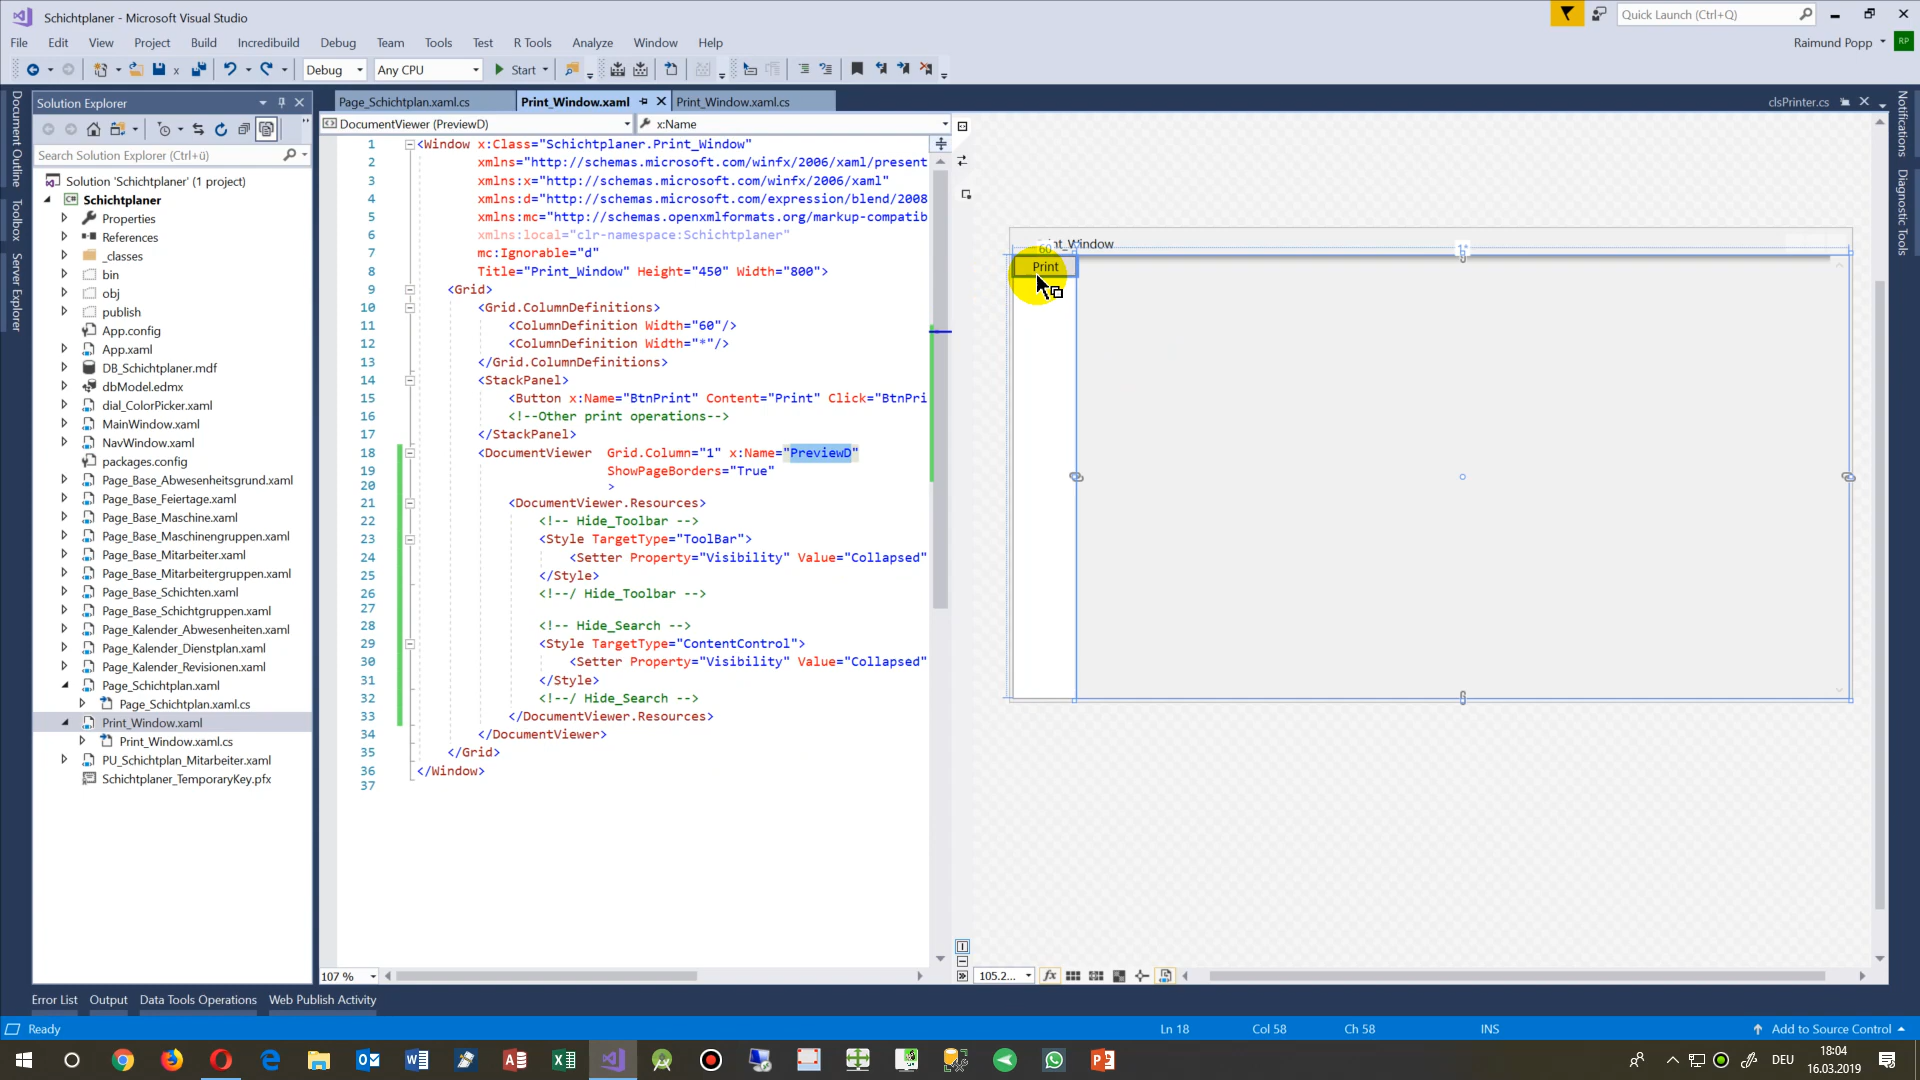 Schichtplaner - Microsoft Visual Studio
Quick Launch (Ctrl+Q)
File Edit View Project Build Incredibuild Debug Team Tools Test R Tools Analyze Window Help
Raimund Popp RP
Debug Any CPU Start
Document Outline
Toolbox
Server Explorer
Solution Explorer
Search Solution Explorer (Ctrl+ü)
Solution 'Schichtplaner' (1 project)
Schichtplaner
Properties
References
_classes
bin
obj
publish
App.config
App.xaml
DB_Schichtplaner.mdf
dbModel.edmx
dial_ColorPicker.xaml
MainWindow.xaml
NavWindow.xaml
packages.config
Page_Base_Abwesenheitsgrund.xaml
Page_Base_Feiertage.xaml
Page_Base_Maschine.xaml
Page_Base_Maschinengruppen.xaml
Page_Base_Mitarbeiter.xaml
Page_Base_Mitarbeitergruppen.xaml
Page_Base_Schichten.xaml
Page_Base_Schichtgruppen.xaml
Page_Kalender_Abwesenheiten.xaml
Page_Kalender_Dienstplan.xaml
Page_Kalender_Revisionen.xaml
Page_Schichtplan.xaml
Page_Schichtplan.xaml.cs
Print_Window.xaml
Print_Window.xaml.cs
PU_Schichtplan_Mitarbeiter.xaml
Schichtplaner_TemporaryKey.pfx
Page_Schichtplan.xaml.cs Print_Window.xaml Print_Window.xaml.cs clsPrinter.cs
DocumentViewer (PreviewD) x:Name
1 <Window x:Class="Schichtplaner.Print_Window"
2 xmlns="http://schemas.microsoft.com/winfx/2006/xaml/present
3 xmlns:x="http://schemas.microsoft.com/winfx/2006/xaml"
4 xmlns:d="http://schemas.microsoft.com/expression/blend/2008
5 xmlns:mc="http://schemas.openxmlformats.org/markup-compatib
6 xmlns:local="clr-namespace:Schichtplaner"
7 mc:Ignorable="d"
8 Title="Print_Window" Height="450" Width="800">
9 <Grid>
10 <Grid.ColumnDefinitions>
11 <ColumnDefinition Width="60"/>
12 <ColumnDefinition Width="*"/>
13 </Grid.ColumnDefinitions>
14 <StackPanel>
15 <Button x:Name="BtnPrint" Content="Print" Click="BtnPri
16 <!--Other print operations-->
17 </StackPanel>
18 <DocumentViewer Grid.Column="1" x:Name="PreviewD"
19 ShowPageBorders="True"
20 >
21 <DocumentViewer.Resources>
22 <!-- Hide_Toolbar -->
23 <Style TargetType="ToolBar">
24 <Setter Property="Visibility" Value="Collapsed"
25 </Style>
26 <!--/ Hide_Toolbar -->
27
28 <!-- Hide_Search -->
29 <Style TargetType="ContentControl">
30 <Setter Property="Visibility" Value="Collapsed"
31 </Style>
32 <!--/ Hide_Search -->
33 </DocumentViewer.Resources>
34 </DocumentViewer>
35 </Grid>
36 </Window>
37
107 %
60
1*
Print
105.2...
fx
Notifications
Diagnostic Tools
Error List Output Data Tools Operations Web Publish Activity
Ready Ln 18 Col 58 Ch 58 INS Add to Source Control
DEU
18:04
16.03.2019